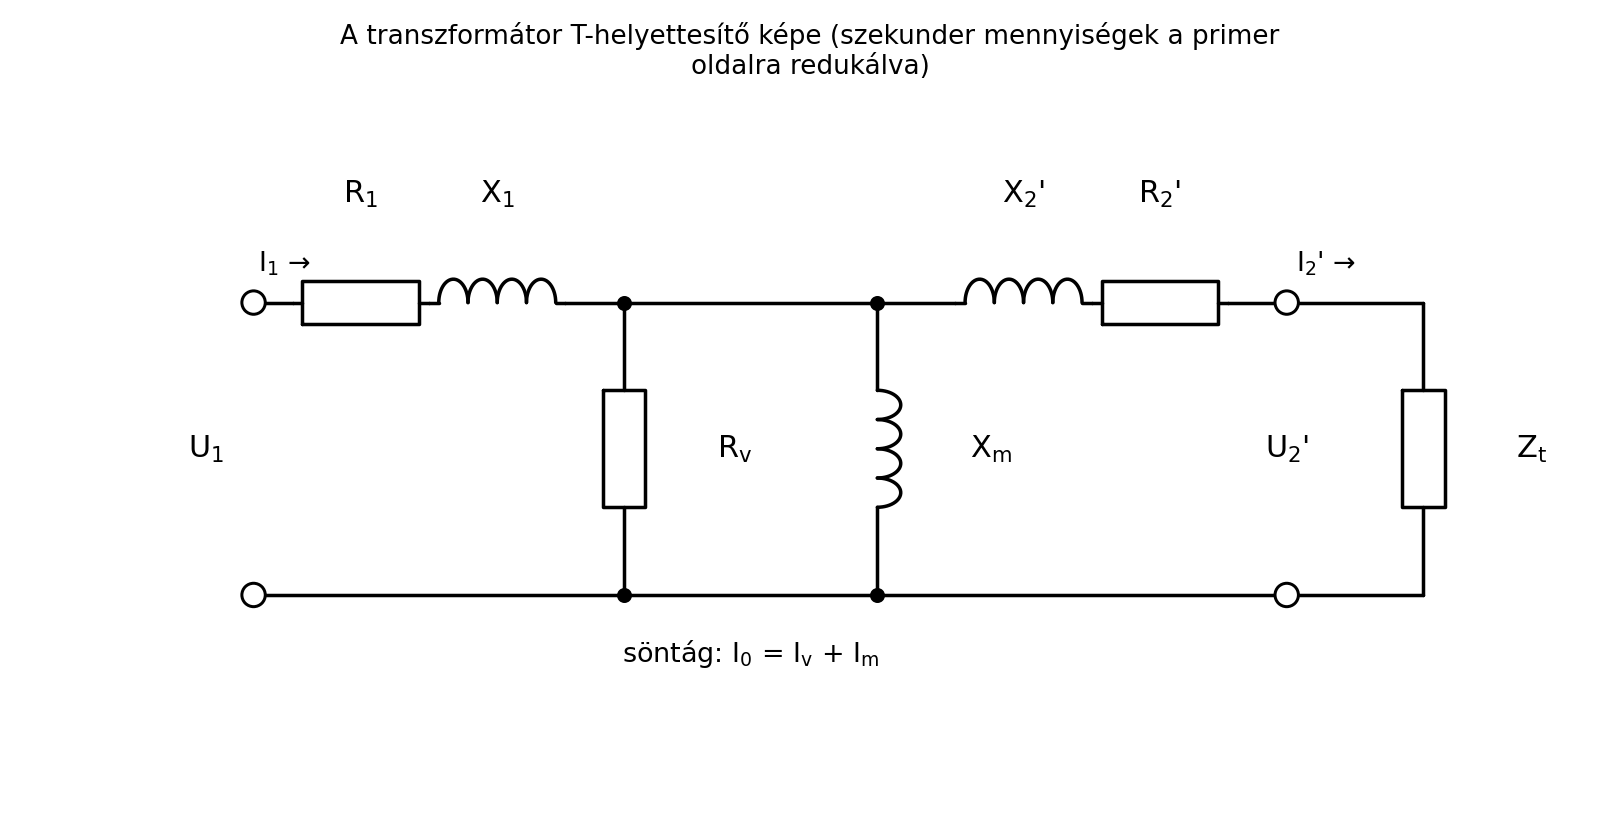 A transzformátor T-helyettesítő képe (szekunder mennyiségek a primer
oldalra redukálva)
R₁ X₁ X₂' R₂'
I₁ → I₂' →
U₁ Rᵥ Xₘ U₂' Zₜ
söntág: I₀ = Iᵥ + Iₘ